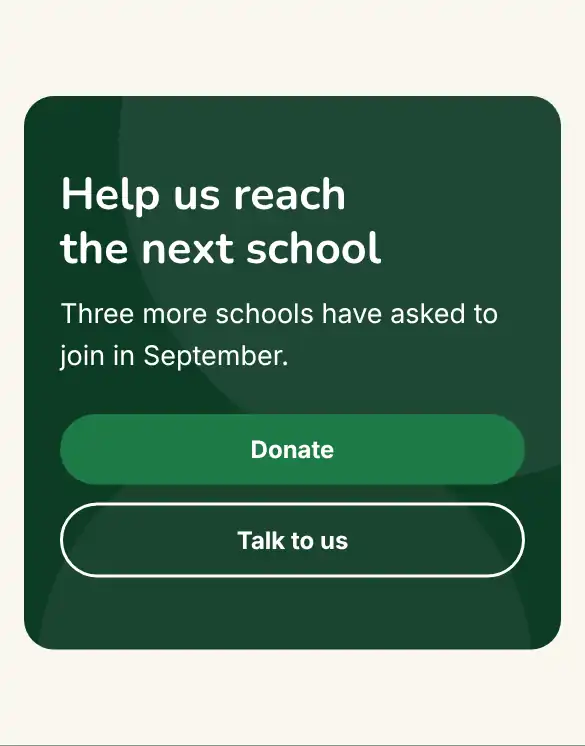 Help us reach
the next school
Three more schools have asked to
join in September.
Donate
Talk to us